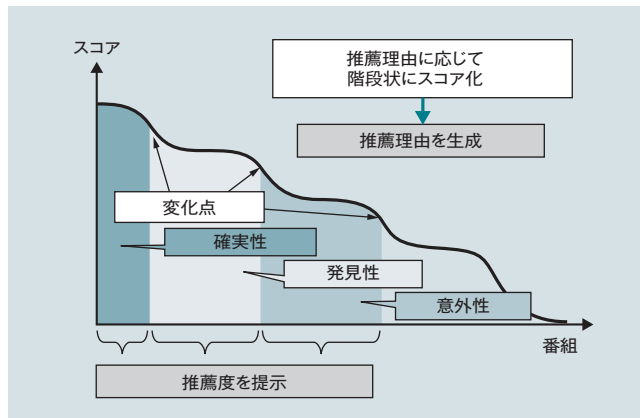 スコア
推薦理由に応じて
階段状にスコア化
推薦理由を生成
変化点
確実性
発見性
意外性
番組
推薦度を提示